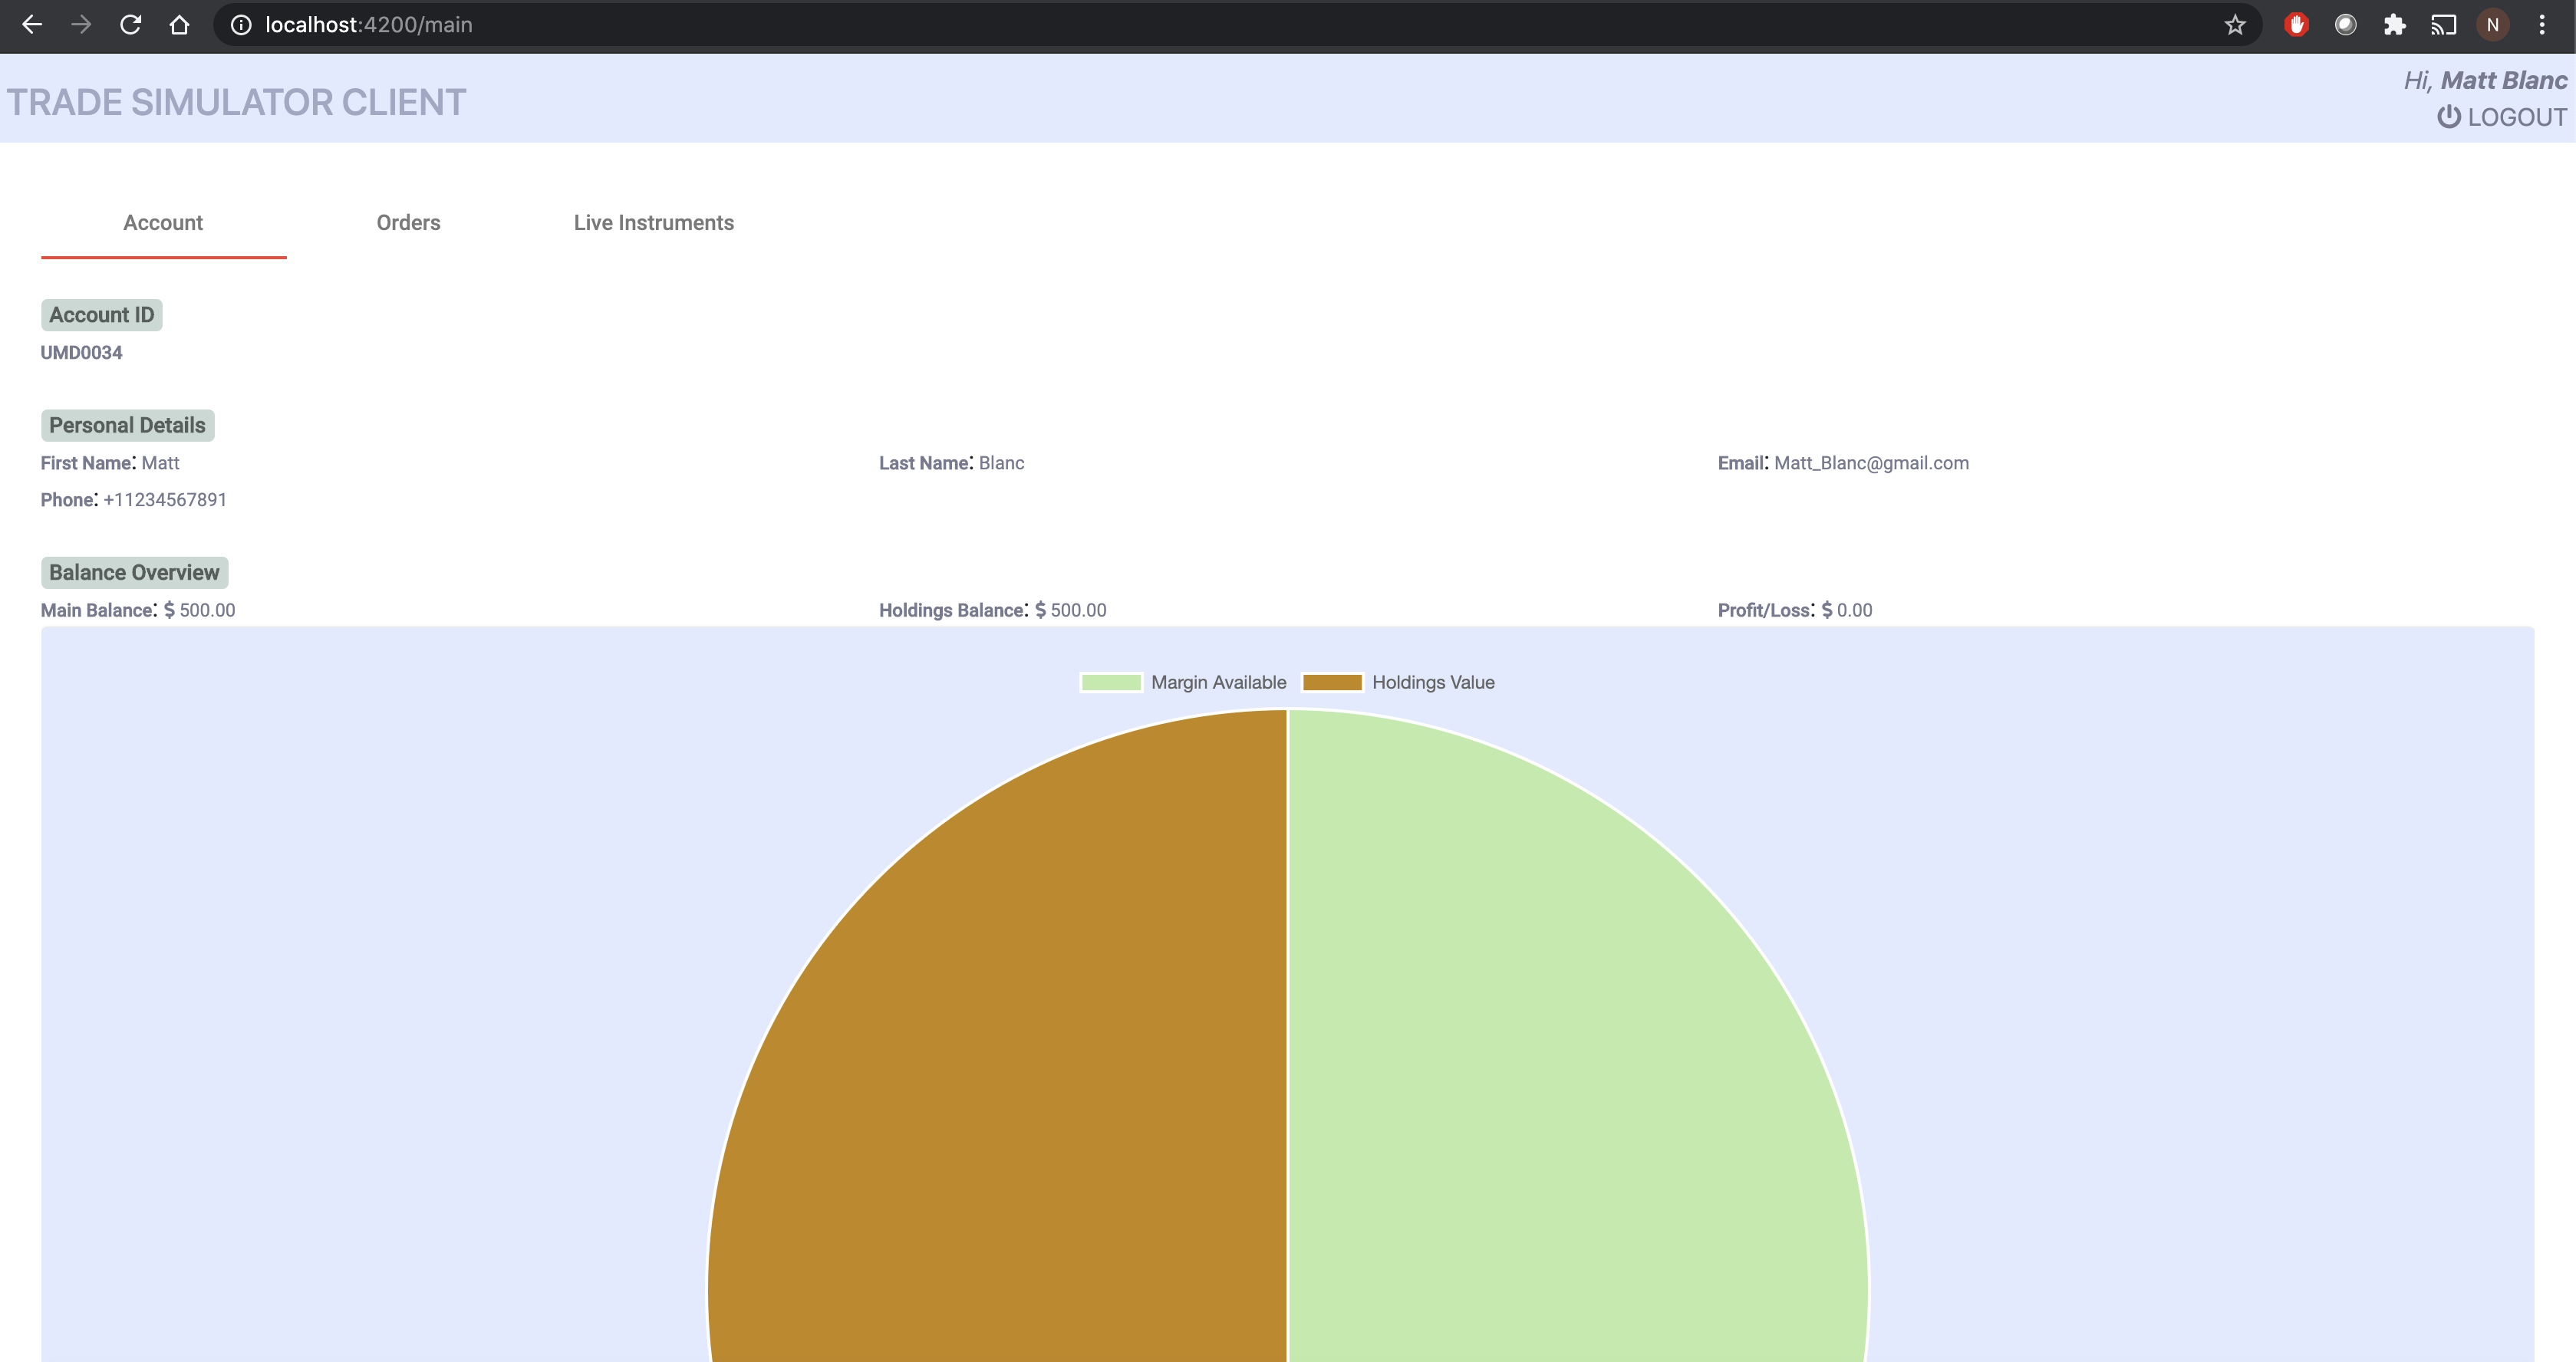 localhost:4200/main
N
TRADE SIMULATOR CLIENT
Hi, Matt Blanc
LOGOUT
Account Orders Live Instruments
Account ID
UMD0034
Personal Details
First Name: Matt Last Name: Blanc Email: Matt_Blanc@gmail.com
Phone: +11234567891
Balance Overview
Main Balance: $ 500.00 Holdings Balance: $ 500.00 Profit/Loss: $ 0.00
Margin Available Holdings Value